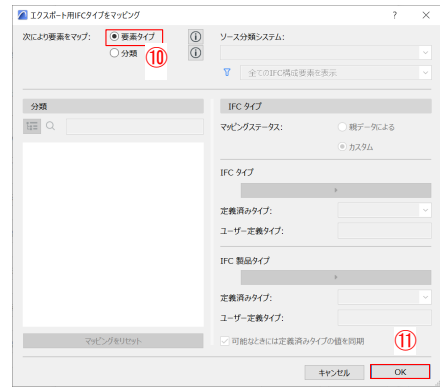 エクスポート用IFCタイプをマッピング
次により要素をマップ:
要素タイプ
分類
⑩
ソース分類システム:
全てのIFC構成要素を表示
分類
IFC タイプ
マッピングステータス:
親データによる
カスタム
IFC タイプ
定義済みタイプ:
ユーザー定義タイプ:
IFC 製品タイプ
定義済みタイプ:
ユーザー定義タイプ:
マッピングをリセット
可能なときには定義済みタイプの値を同期
⑪
キャンセル
OK